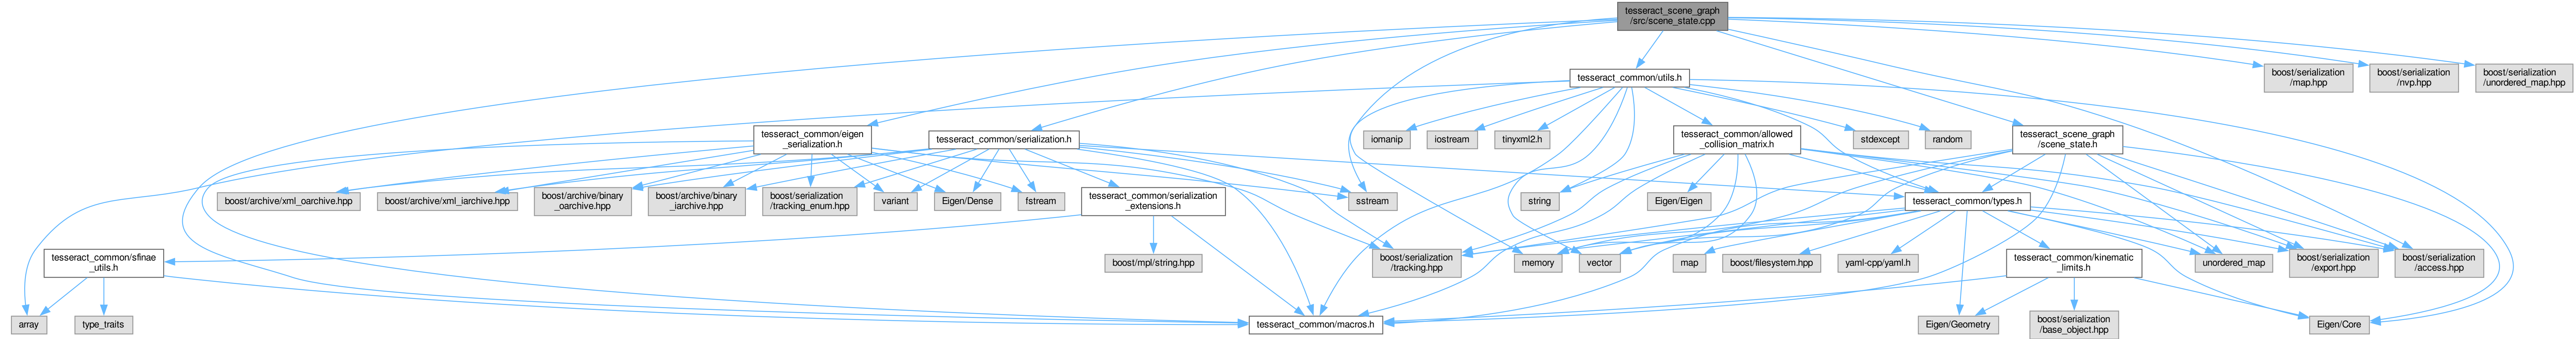 tesseract_scene_graph
/src/scene_state.cpp
tesseract_common/utils.h
boost/serialization
/map.hpp
boost/serialization
/nvp.hpp
boost/serialization
/unordered_map.hpp
tesseract_common/eigen
_serialization.h
tesseract_common/serialization.h
iomanip
iostream
tinyxml2.h
tesseract_common/allowed
_collision_matrix.h
stdexcept
random
tesseract_scene_graph
/scene_state.h
boost/archive/xml_oarchive.hpp
boost/archive/xml_iarchive.hpp
boost/archive/binary
_oarchive.hpp
boost/archive/binary
_iarchive.hpp
boost/serialization
/tracking_enum.hpp
variant
Eigen/Dense
fstream
tesseract_common/serialization
_extensions.h
sstream
string
Eigen/Eigen
tesseract_common/types.h
tesseract_common/sfinae
_utils.h
boost/mpl/string.hpp
boost/serialization
/tracking.hpp
memory
vector
map
boost/filesystem.hpp
yaml-cpp/yaml.h
tesseract_common/kinematic
_limits.h
unordered_map
boost/serialization
/export.hpp
boost/serialization
/access.hpp
array
type_traits
tesseract_common/macros.h
Eigen/Geometry
boost/serialization
/base_object.hpp
Eigen/Core